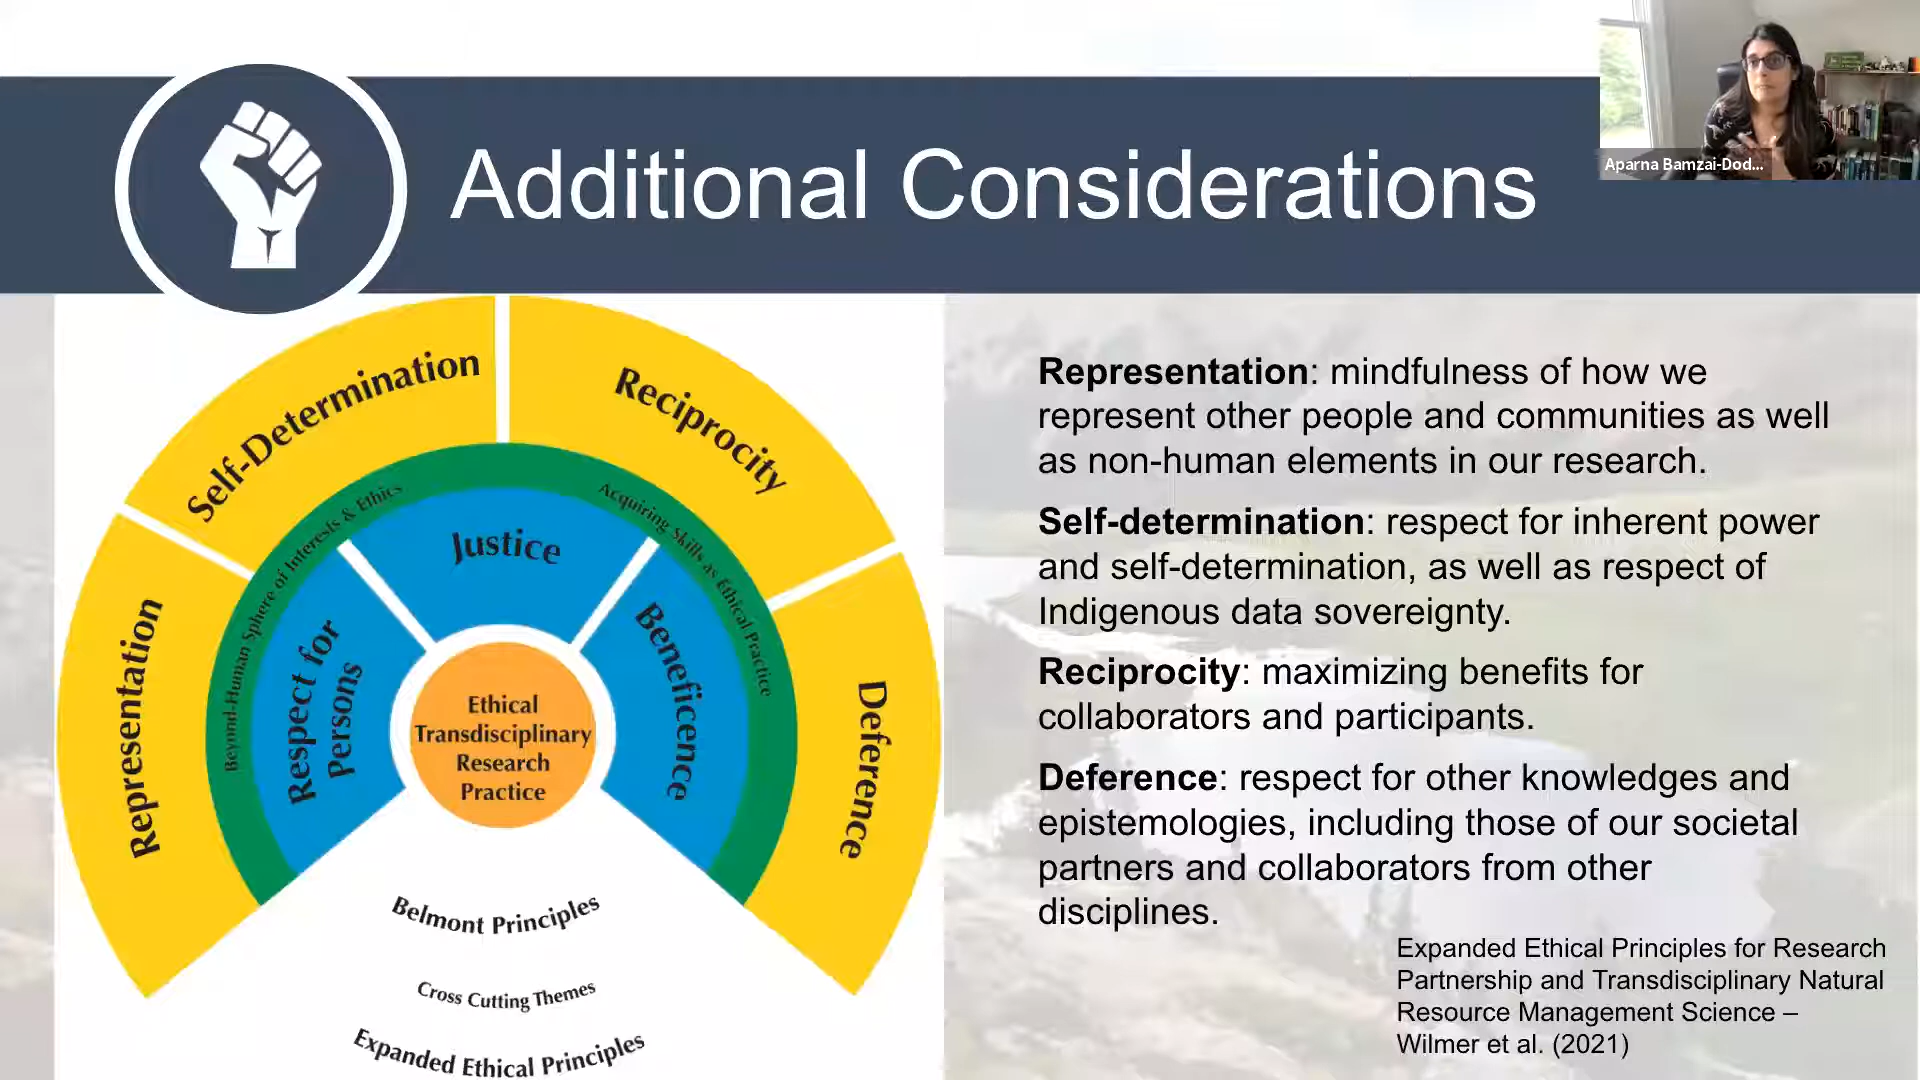 Additional Considerations
Aparna Bamzai-Dod...
Self-Determination
Reciprocity
Representation
Deference
Beyond-Human Sphere of Interests & Ethics
Acquiring Skills as Ethical Practice
Justice
Respect for
Persons
Beneficence
Ethical
Transdisciplinary
Research
Practice
Belmont Principles
Cross Cutting Themes
Expanded Ethical Principles
Representation: mindfulness of how we
represent other people and communities as well
as non-human elements in our research.
Self-determination: respect for inherent power
and self-determination, as well as respect of
Indigenous data sovereignty.
Reciprocity: maximizing benefits for
collaborators and participants.
Deference: respect for other knowledges and
epistemologies, including those of our societal
partners and collaborators from other
disciplines.
Expanded Ethical Principles for Research
Partnership and Transdisciplinary Natural
Resource Management Science –
Wilmer et al. (2021)